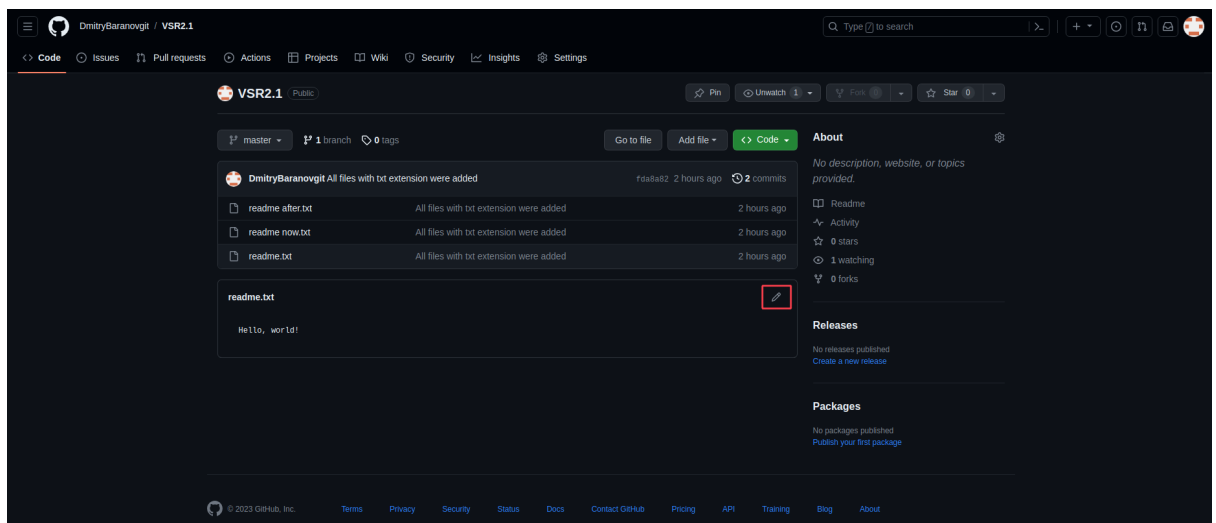 DmitryBaranovgit / VSR2.1
Type / to search
Code Issues Pull requests Actions Projects Wiki Security Insights Settings
VSR2.1 Public
Pin Unwatch 1 Fork 0 Star 0
master 1 branch 0 tags
Go to file Add file Code
DmitryBaranovgit All files with txt extension were added fda8a82 2 hours ago 2 commits
readme after.txt All files with txt extension were added 2 hours ago
readme now.txt All files with txt extension were added 2 hours ago
readme.txt All files with txt extension were added 2 hours ago
readme.txt
Hello, world!
About
No description, website, or topics
provided.
Readme
Activity
0 stars
1 watching
0 forks
Releases
No releases published
Create a new release
Packages
No packages published
Publish your first package
© 2023 GitHub, Inc. Terms Privacy Security Status Docs Contact GitHub Pricing API Training Blog About